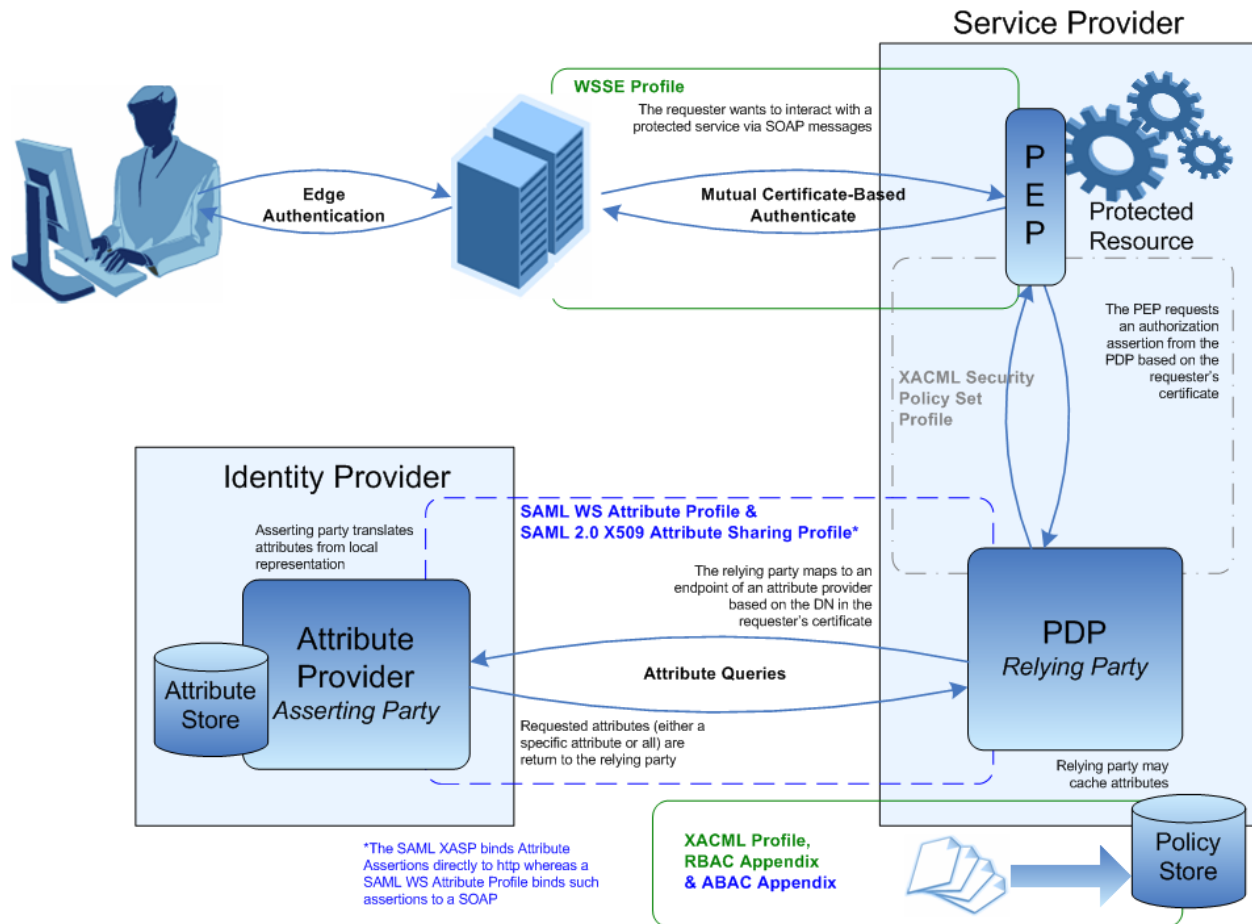 Service Provider
WSSE Profile
The requester wants to interact with a
protected service via SOAP messages
Edge
Authentication
Mutual Certificate-Based
Authenticate
P
E
P
Protected
Resource
The PEP requests
an authorization
assertion from the
PDP based on the
requester's
certificate
XACML Security
Policy Set
Profile
Identity Provider
Asserting party translates
attributes from local
representation
SAML WS Attribute Profile &
SAML 2.0 X509 Attribute Sharing Profile*
The relying party maps to an
endpoint of an attribute provider
based on the DN in the
requester's certificate
Attribute
Provider
Asserting Party
Attribute
Store
Attribute Queries
PDP
Relying Party
Requested attributes (either a
specific attribute or all) are
return to the relying party
Relying party may
cache attributes
*The SAML XASP binds Attribute
Assertions directly to http whereas a
SAML WS Attribute Profile binds such
assertions to a SOAP
XACML Profile,
RBAC Appendix
& ABAC Appendix
Policy
Store